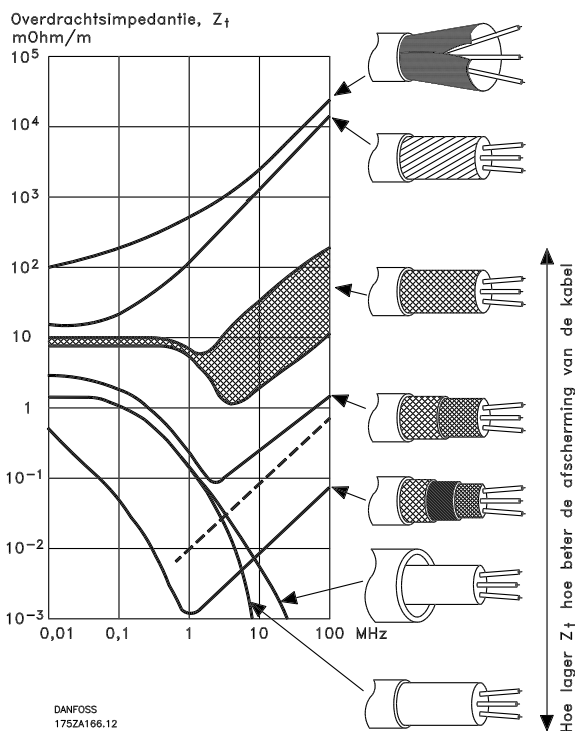 Overdrachtsimpedantie, Zt
mOhm/m
10⁵
10⁴
10³
10²
10
1
10⁻¹
10⁻²
10⁻³
0,01 0,1 1 10 100 MHz
Hoe lager Zt hoe beter de afscherming van de kabel
DANFOSS
175ZA166.12